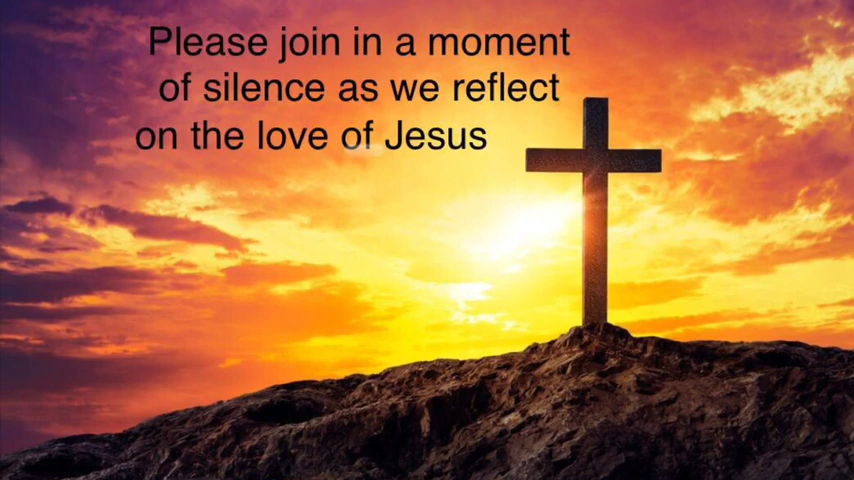 Please join in a moment
of silence as we reflect
on the love of Jesus